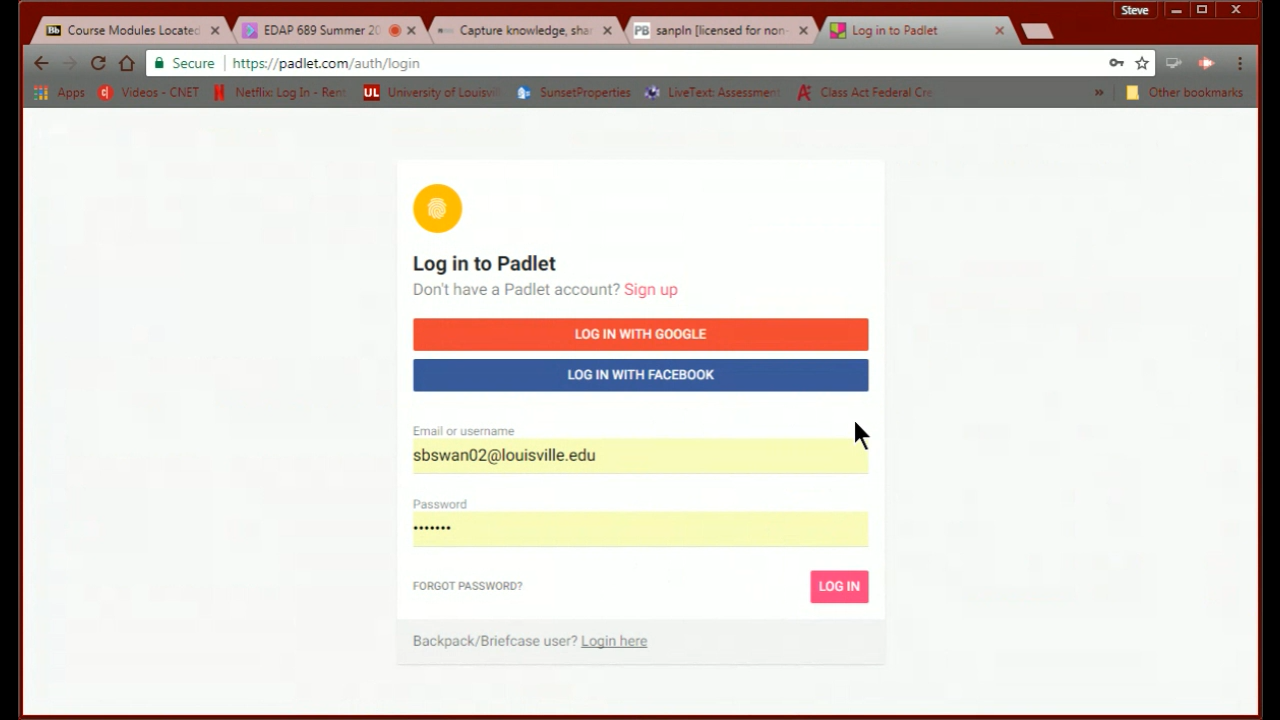 Steve
Bb Course Modules Located
EDAP 689 Summer 20
Capture knowledge, shar
PB sanpln [licensed for non-
Log in to Padlet
Secure https://padlet.com/auth/login
Apps
Videos - CNET
Netflix: Log In - Rent
UL University of Louisvill
SunsetProperties
LiveText: Assessment
Class Act Federal Cre
» Other bookmarks
Log in to Padlet
Don't have a Padlet account? Sign up
LOG IN WITH GOOGLE
LOG IN WITH FACEBOOK
Email or username
sbswan02@louisville.edu
Password
•••••••
FORGOT PASSWORD?
LOG IN
Backpack/Briefcase user? Login here